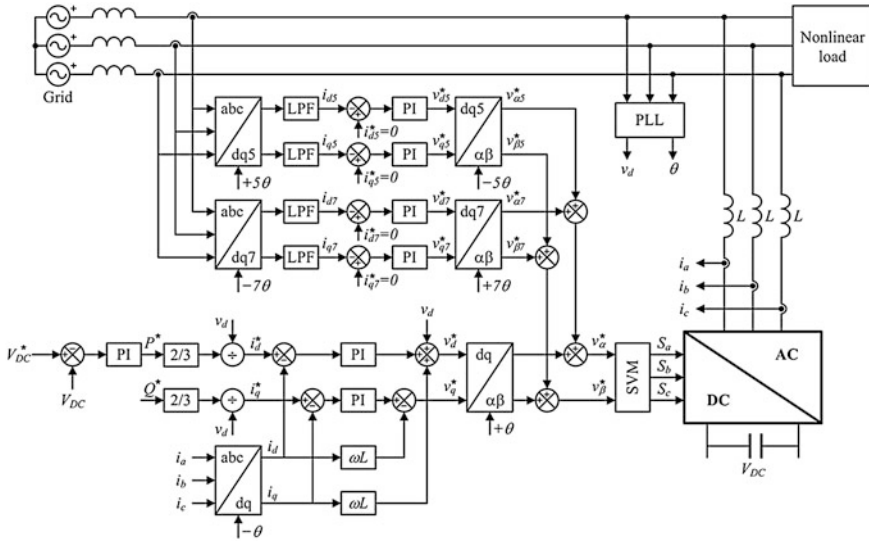 Grid
Nonlinear
load
abc
dq5
+5θ
LPF
LPF
i_d5
i_q5
i*_d5=0
i*_q5=0
PI
PI
v*_d5
v*_q5
dq5
αβ
−5θ
v*_α5
v*_β5
PLL
v_d
θ
abc
dq7
−7θ
LPF
LPF
i_d7
i_q7
i*_d7=0
i*_q7=0
PI
PI
v*_d7
v*_q7
dq7
αβ
+7θ
v*_α7
v*_β7
L
L
L
i_a
i_b
i_c
V*_DC
V_DC
PI
P*
2/3
v_d
÷
i*_d
PI
v_d
v*_d
dq
αβ
+θ
v*_α
v*_β
SVM
S_a
S_b
S_c
AC
DC
V_DC
Q*
2/3
÷
v_d
i*_q
PI
v*_q
i_a
i_b
i_c
abc
dq
−θ
i_d
i_q
ωL
ωL